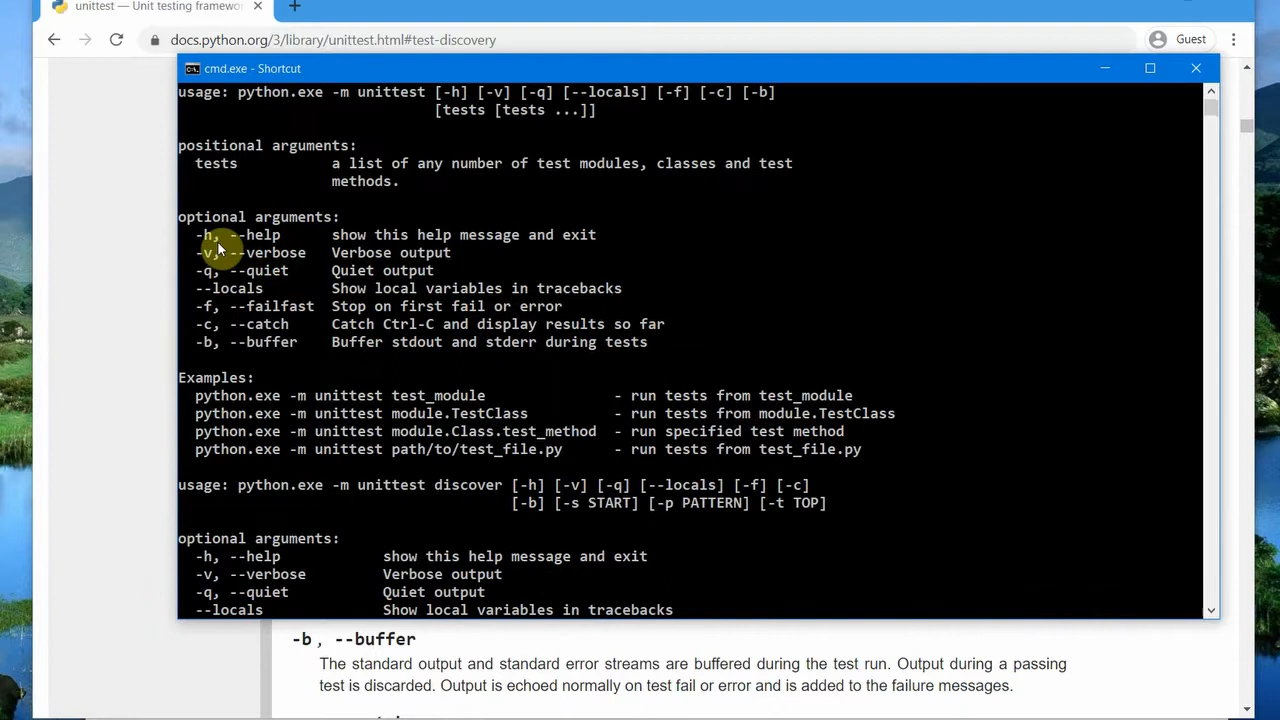 unittest — Unit testing framewo
docs.python.org/3/library/unittest.html#test-discovery
Guest
cmd.exe - Shortcut
usage: python.exe -m unittest [-h] [-v] [-q] [--locals] [-f] [-c] [-b]
[tests [tests ...]]
positional arguments:
tests a list of any number of test modules, classes and test
methods.
optional arguments:
-h, --help show this help message and exit
-v, --verbose Verbose output
-q, --quiet Quiet output
--locals Show local variables in tracebacks
-f, --failfast Stop on first fail or error
-c, --catch Catch Ctrl-C and display results so far
-b, --buffer Buffer stdout and stderr during tests
Examples:
python.exe -m unittest test_module - run tests from test_module
python.exe -m unittest module.TestClass - run tests from module.TestClass
python.exe -m unittest module.Class.test_method - run specified test method
python.exe -m unittest path/to/test_file.py - run tests from test_file.py
usage: python.exe -m unittest discover [-h] [-v] [-q] [--locals] [-f] [-c]
[-b] [-s START] [-p PATTERN] [-t TOP]
optional arguments:
-h, --help show this help message and exit
-v, --verbose Verbose output
-q, --quiet Quiet output
--locals Show local variables in tracebacks
-b, --buffer
The standard output and standard error streams are buffered during the test run. Output during a passing
test is discarded. Output is echoed normally on test fail or error and is added to the failure messages.